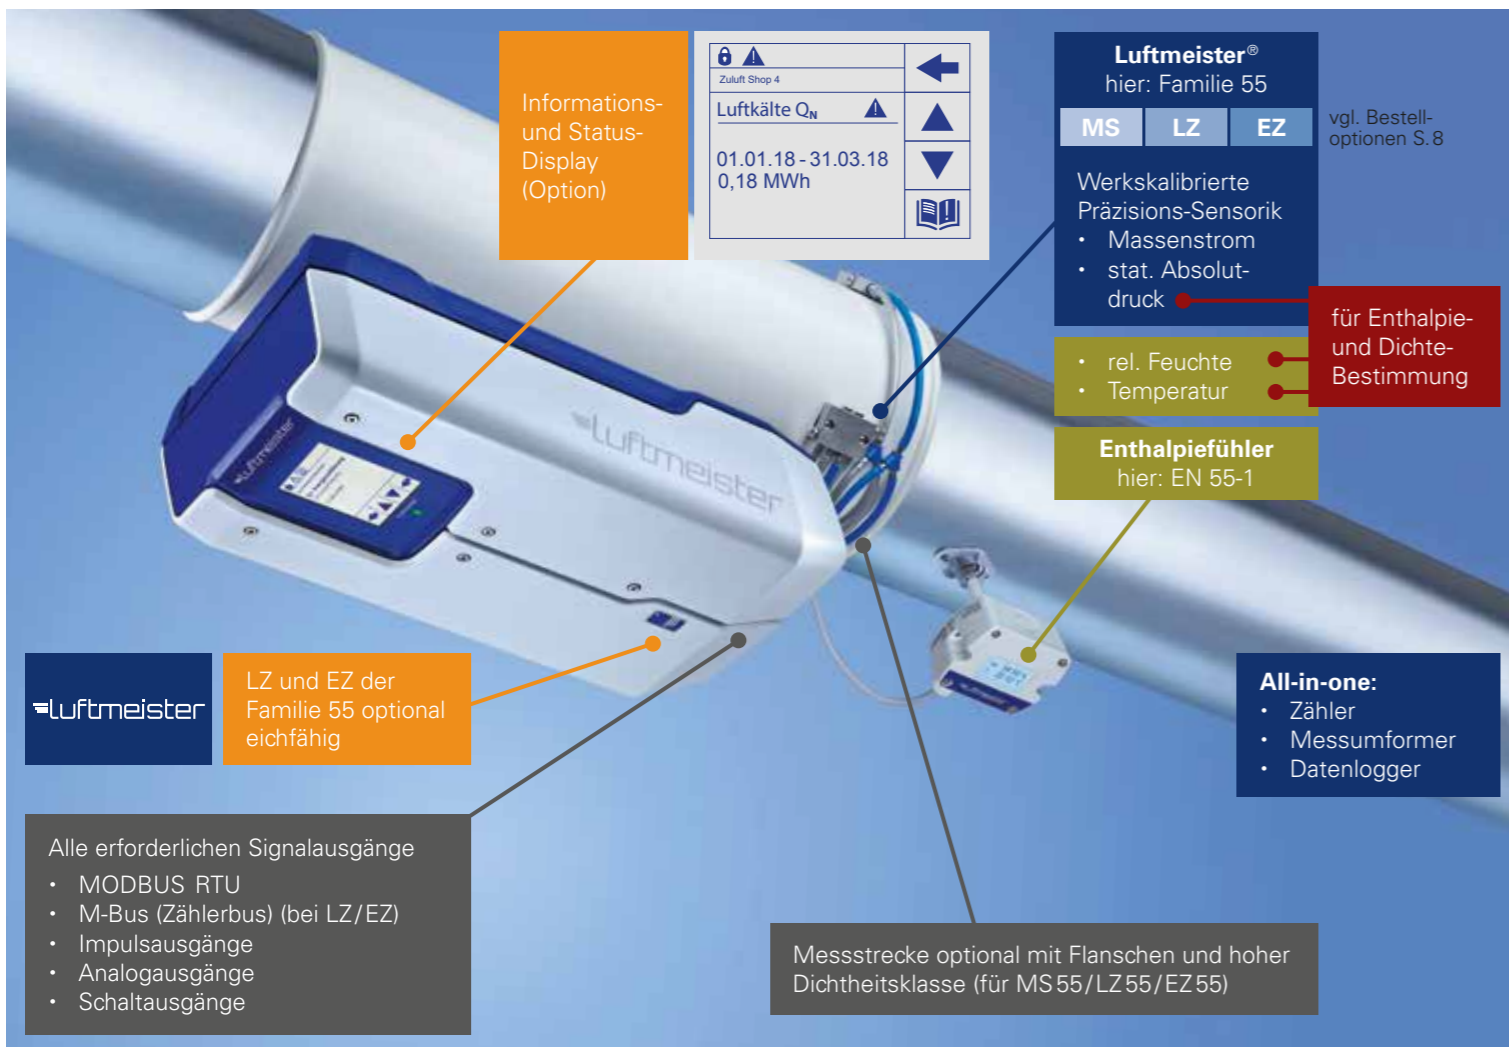 Informations-
und Status-
Display
(Option)
Zuluft Shop 4
Luftkälte QN
01.01.18 - 31.03.18
0,18 MWh
Luftmeister®
hier: Familie 55
MS LZ EZ
vgl. Bestell-
optionen S. 8
Werkskalibrierte
Präzisions-Sensorik
• Massenstrom
• stat. Absolut-
druck
für Enthalpie-
und Dichte-
Bestimmung
• rel. Feuchte
• Temperatur
Enthalpiefühler
hier: EN 55-1
luftmeister
luftmeister
luftmeister
LZ und EZ der
Familie 55 optional
eichfähig
All-in-one:
• Zähler
• Messumformer
• Datenlogger
Alle erforderlichen Signalausgänge
• MODBUS RTU
• M-Bus (Zählerbus) (bei LZ/EZ)
• Impulsausgänge
• Analogausgänge
• Schaltausgänge
Messstrecke optional mit Flanschen und hoher
Dichtheitsklasse (für MS 55/LZ 55/EZ 55)